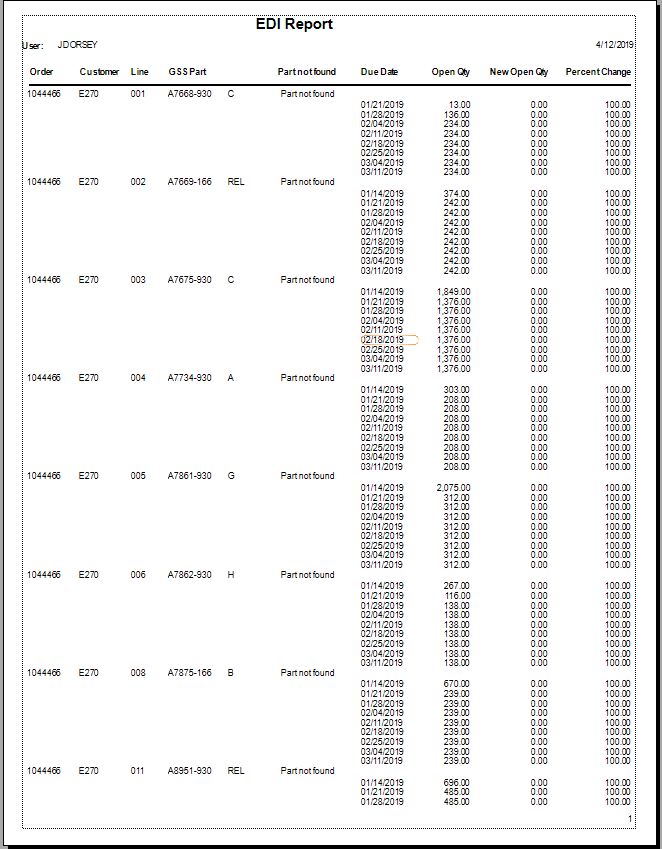 EDI Report
User: JDORSEY 4/12/2019
Order Customer Line GSS Part Part not found Due Date Open Qty New Open Qty Percent Change
1044466 E270 001 A7668-930 C Part not found
01/21/2019 13.00 0.00 100.00
01/28/2019 136.00 0.00 100.00
02/04/2019 234.00 0.00 100.00
02/11/2019 234.00 0.00 100.00
02/18/2019 234.00 0.00 100.00
02/25/2019 234.00 0.00 100.00
03/04/2019 234.00 0.00 100.00
03/11/2019 234.00 0.00 100.00
1044466 E270 002 A7669-166 REL Part not found
01/14/2019 374.00 0.00 100.00
01/21/2019 242.00 0.00 100.00
01/28/2019 242.00 0.00 100.00
02/04/2019 242.00 0.00 100.00
02/11/2019 242.00 0.00 100.00
02/18/2019 242.00 0.00 100.00
02/25/2019 242.00 0.00 100.00
03/04/2019 242.00 0.00 100.00
03/11/2019 242.00 0.00 100.00
1044466 E270 003 A7675-930 C Part not found
01/14/2019 1,849.00 0.00 100.00
01/21/2019 1,376.00 0.00 100.00
01/28/2019 1,376.00 0.00 100.00
02/04/2019 1,376.00 0.00 100.00
02/11/2019 1,376.00 0.00 100.00
02/18/2019 1,376.00 0.00 100.00
02/25/2019 1,376.00 0.00 100.00
03/04/2019 1,376.00 0.00 100.00
03/11/2019 1,376.00 0.00 100.00
1044466 E270 004 A7734-930 A Part not found
01/14/2019 303.00 0.00 100.00
01/21/2019 208.00 0.00 100.00
01/28/2019 208.00 0.00 100.00
02/04/2019 208.00 0.00 100.00
02/11/2019 208.00 0.00 100.00
02/18/2019 208.00 0.00 100.00
02/25/2019 208.00 0.00 100.00
03/04/2019 208.00 0.00 100.00
03/11/2019 208.00 0.00 100.00
1044466 E270 005 A7861-930 G Part not found
01/14/2019 2,075.00 0.00 100.00
01/21/2019 312.00 0.00 100.00
01/28/2019 312.00 0.00 100.00
02/04/2019 312.00 0.00 100.00
02/11/2019 312.00 0.00 100.00
02/18/2019 312.00 0.00 100.00
02/25/2019 312.00 0.00 100.00
03/04/2019 312.00 0.00 100.00
03/11/2019 312.00 0.00 100.00
1044466 E270 006 A7862-930 H Part not found
01/14/2019 267.00 0.00 100.00
01/21/2019 116.00 0.00 100.00
01/28/2019 138.00 0.00 100.00
02/04/2019 138.00 0.00 100.00
02/11/2019 138.00 0.00 100.00
02/18/2019 138.00 0.00 100.00
02/25/2019 138.00 0.00 100.00
03/04/2019 138.00 0.00 100.00
03/11/2019 138.00 0.00 100.00
1044466 E270 008 A7875-166 B Part not found
01/14/2019 670.00 0.00 100.00
01/21/2019 239.00 0.00 100.00
01/28/2019 239.00 0.00 100.00
02/04/2019 239.00 0.00 100.00
02/11/2019 239.00 0.00 100.00
02/18/2019 239.00 0.00 100.00
02/25/2019 239.00 0.00 100.00
03/04/2019 239.00 0.00 100.00
03/11/2019 239.00 0.00 100.00
1044466 E270 011 A8951-930 REL Part not found
01/14/2019 696.00 0.00 100.00
01/21/2019 485.00 0.00 100.00
01/28/2019 485.00 0.00 100.00
1